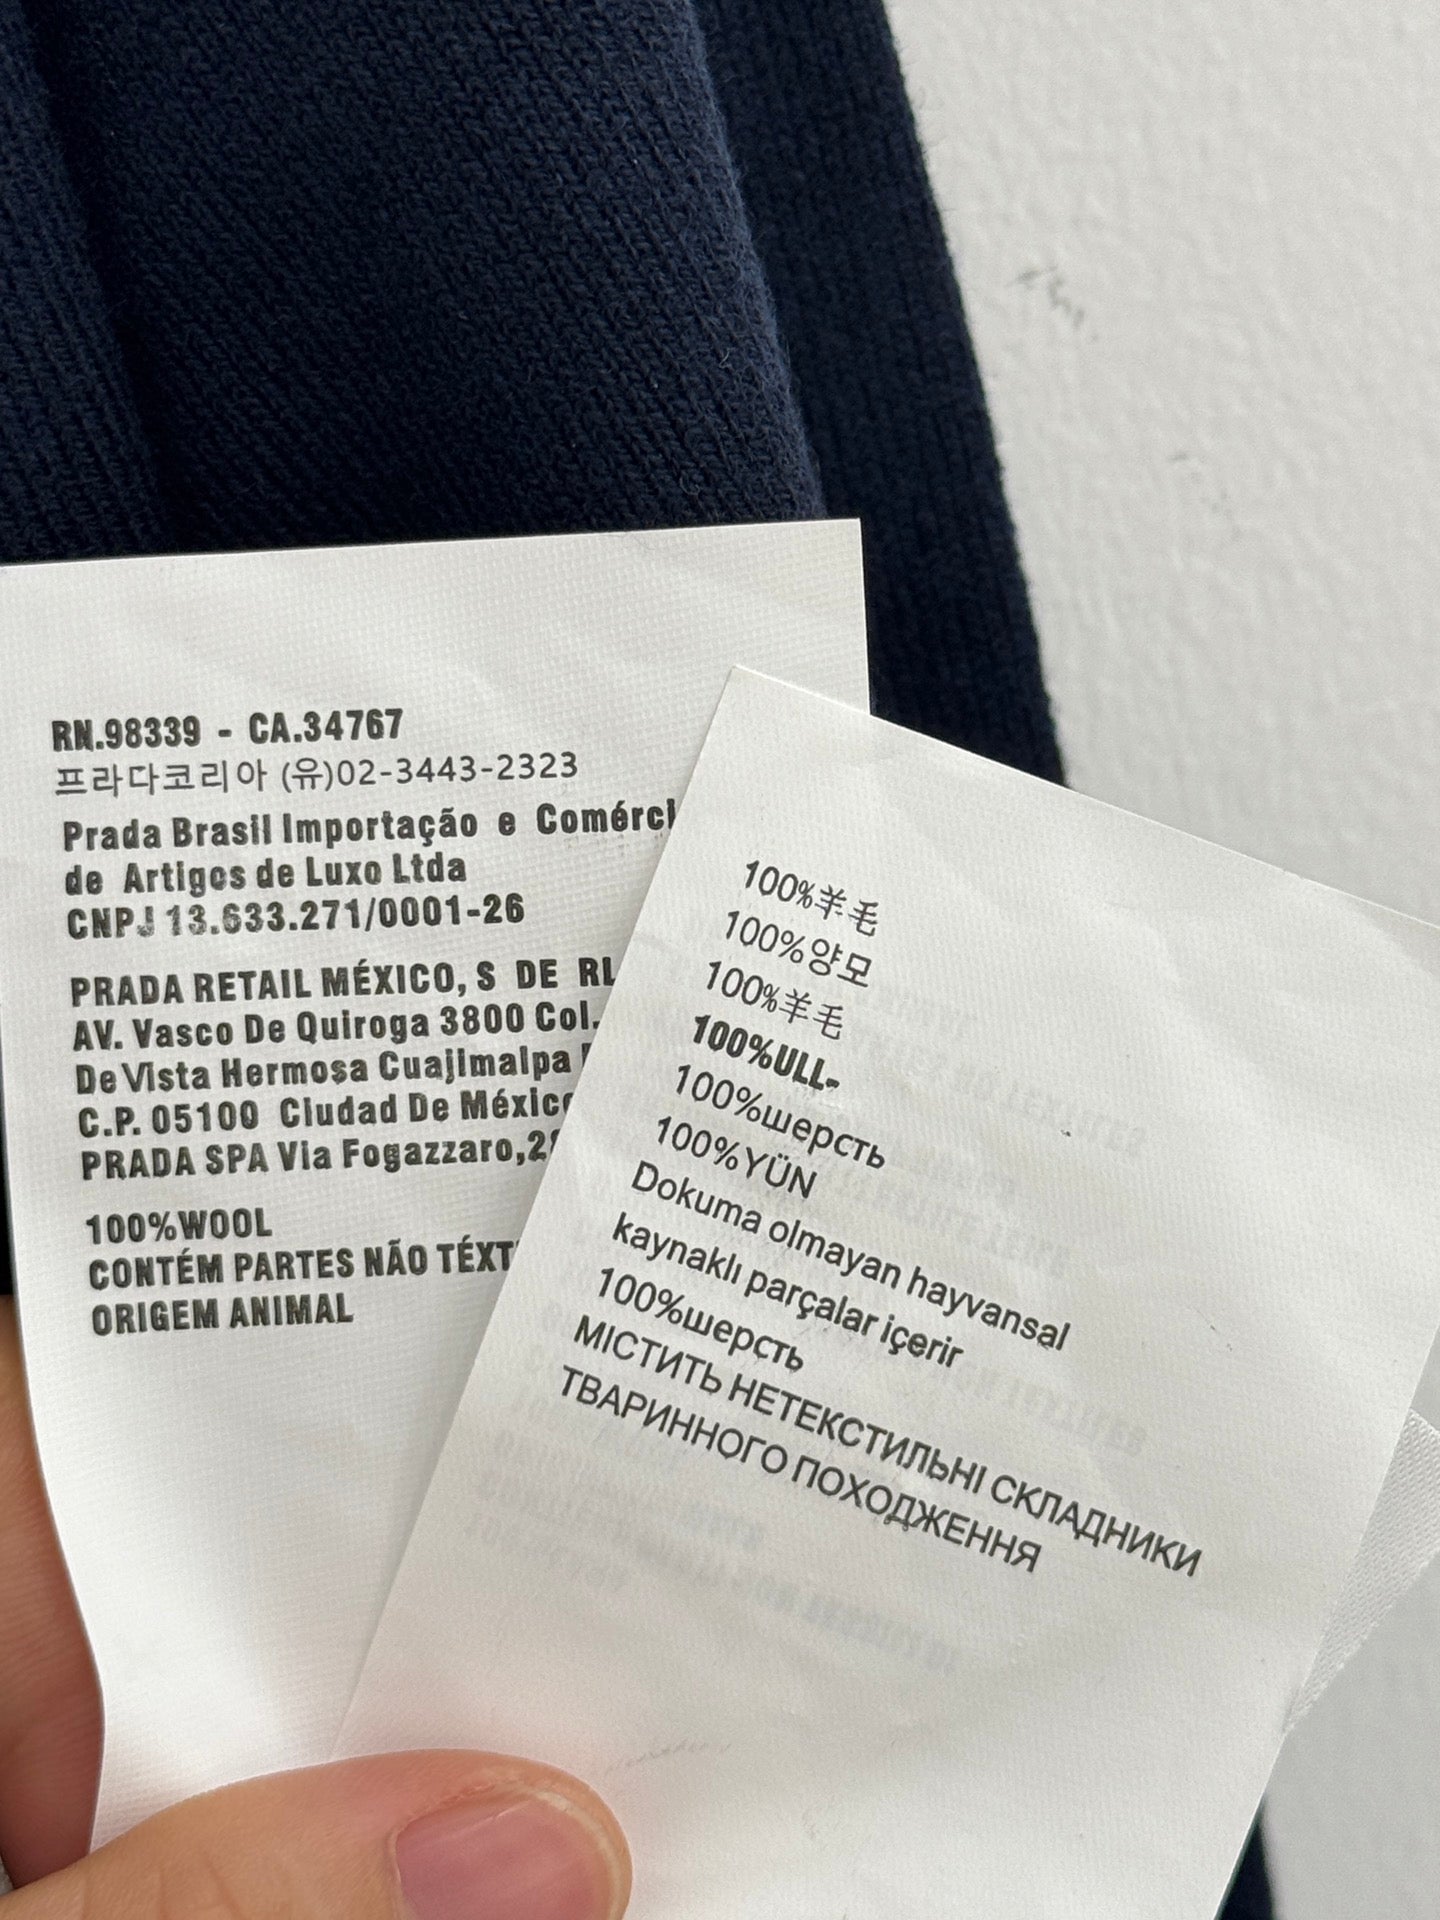 RN.98339 - CA.34767
프라다코리아 (유)02-3443-2323
Prada Brasil Importação e
de Artigos de Luxo Ltda
CNPJ 13.633.271/0001-26
PRADA RETAIL MÉXICO, S DE RL
AV. Vasco De Quiroga 3800 Col.
De Vista Hermosa Cuajimalpa
C.P. 05100 Ciudad De México
PRADA SPA Via Fogazzaro,
100%WOOL
CONTÉM PARTES NÃO
ORIGEM ANIMAL
100%羊毛
100%양모
100%羊毛
100%ULL-
100%шерсть
100%YÜN
Dokuma olmayan hayvansal
kaynaklı parçalar içerir
100%шерсть
МІСТИТЬ НЕТЕКСТИЛЬНІ СКЛАДНИКИ
ТВАРИННОГО ПОХОДЖЕННЯ